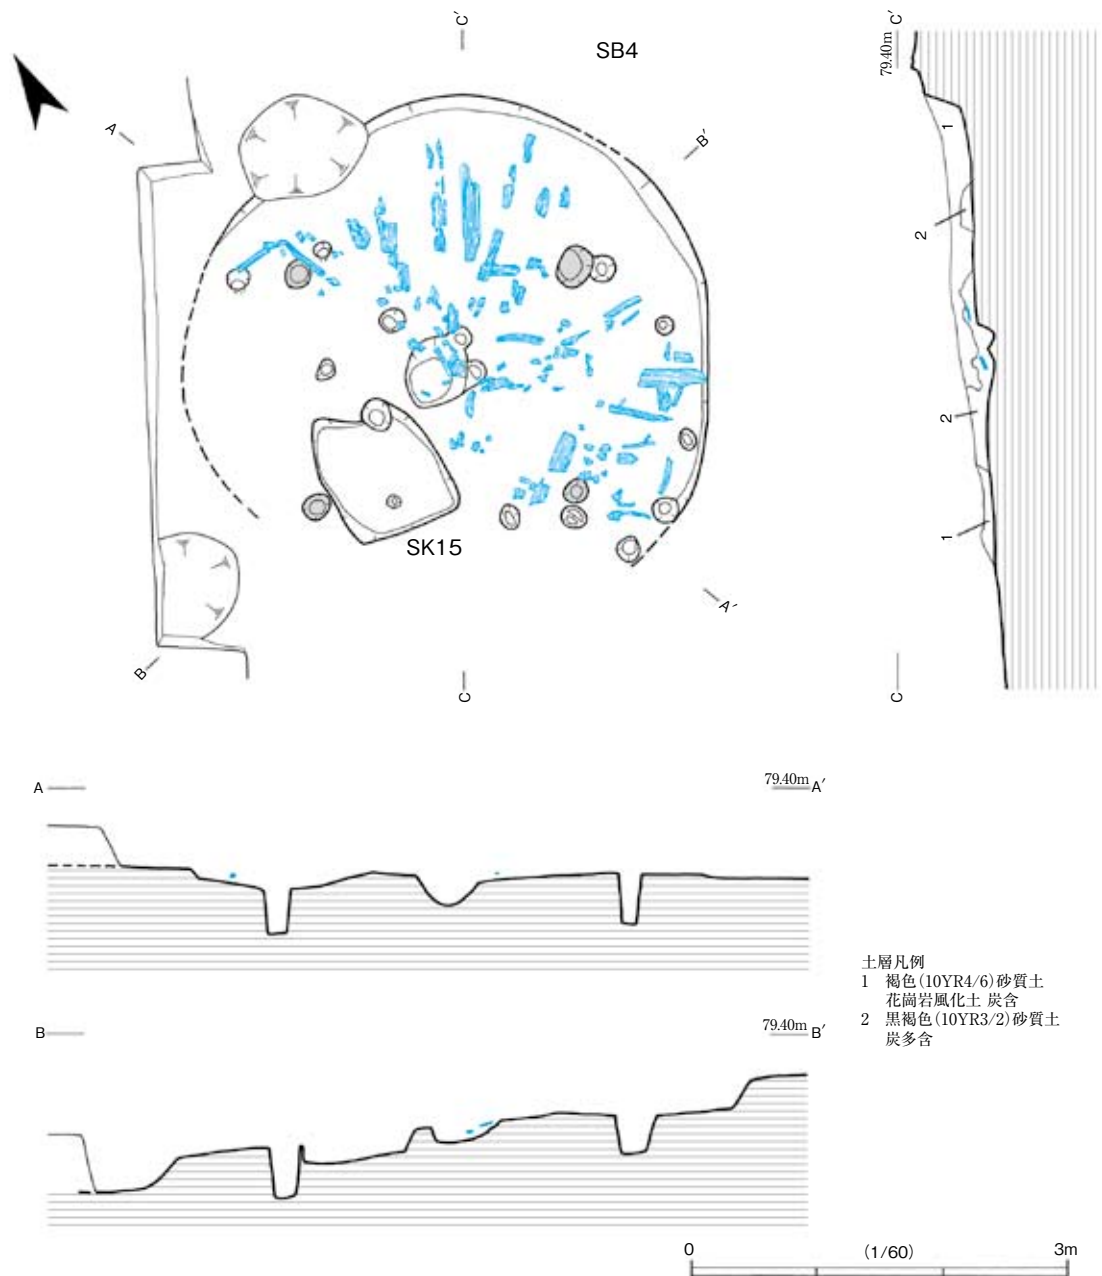 SB4
C′
A
B′
SK15
A′
B
C
C′
79.40m
1
2
2
1
C
A
79.40m A′
B
79.40m B′
土層凡例
1 褐色(10YR4/6)砂質土
花崗岩風化土 炭含
2 黒褐色(10YR3/2)砂質土
炭多含
0 (1/60) 3m